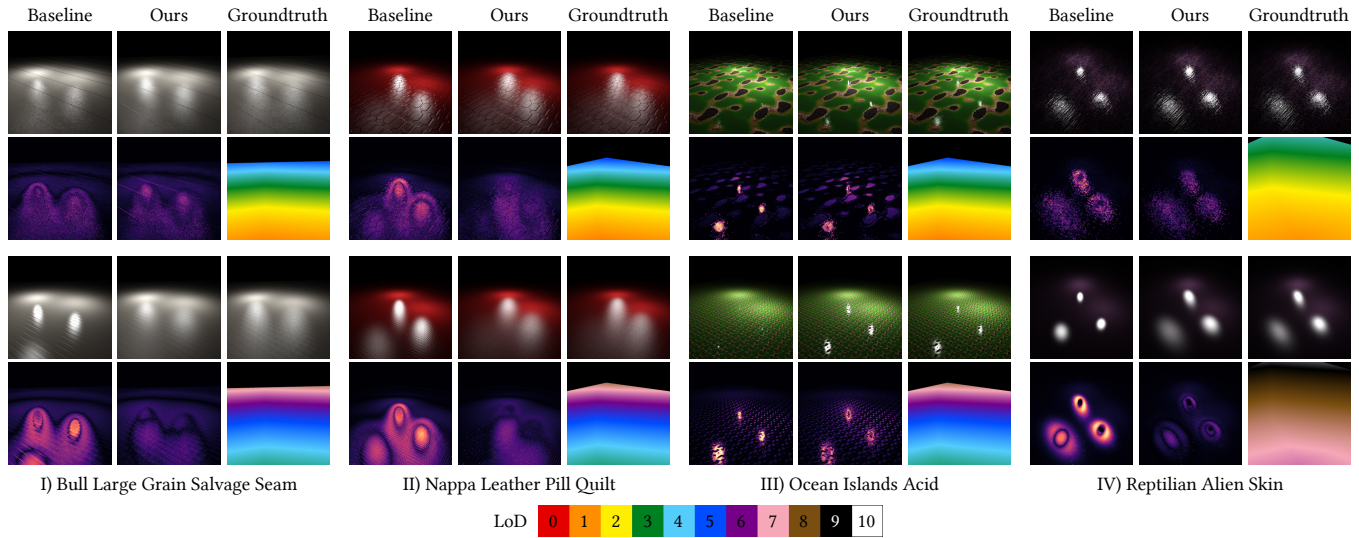 Baseline Ours Groundtruth Baseline Ours Groundtruth Baseline Ours Groundtruth Baseline Ours Groundtruth
I) Bull Large Grain Salvage Seam II) Nappa Leather Pill Quilt III) Ocean Islands Acid IV) Reptilian Alien Skin
LoD 0 1 2 3 4 5 6 7 8 9 10